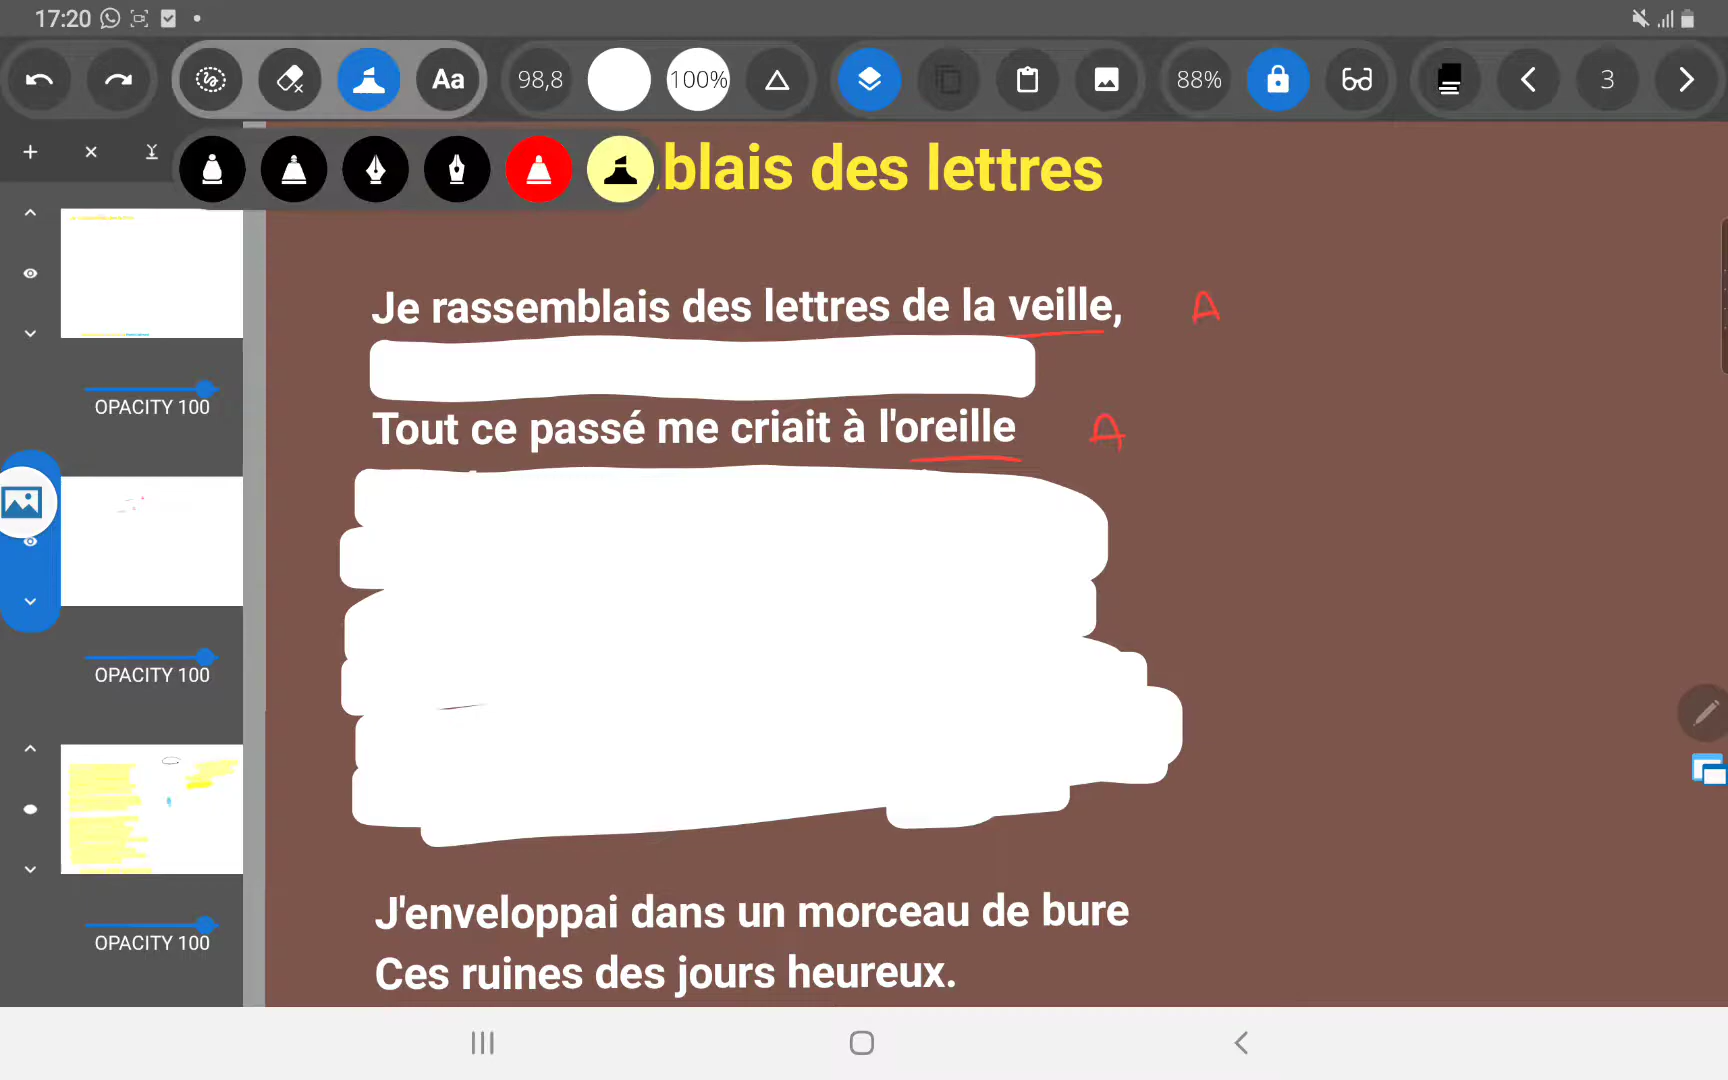 17:20
Aa 98,8 100% 88% 3
blais des lettres
Je rassemblais des lettres de la veille, A
Tout ce passé me criait à l'oreille A
OPACITY 100
OPACITY 100
J'enveloppai dans un morceau de bure
OPACITY 100
Ces ruines des jours heureux.